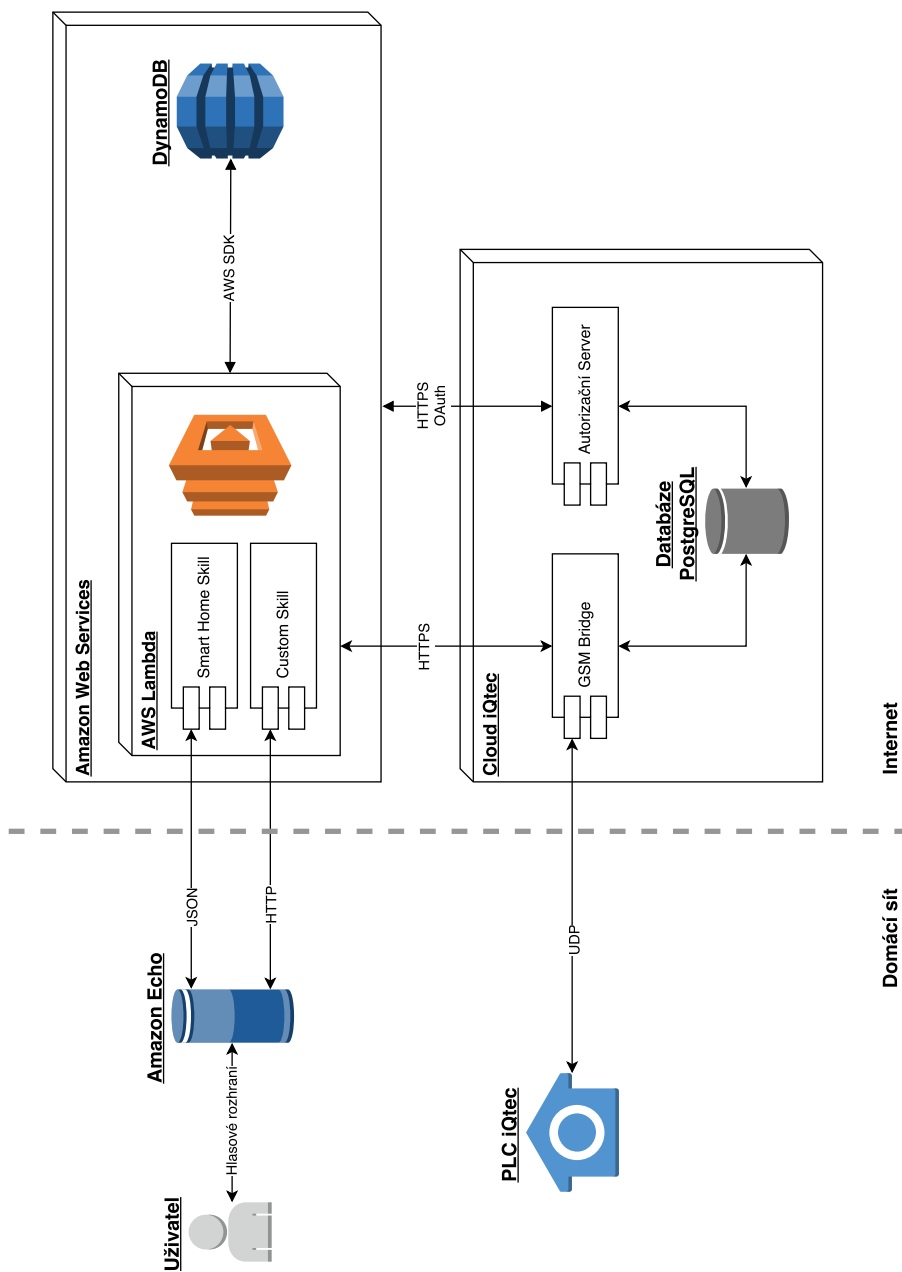 Uživatel
Hlasové rozhraní
Amazon Echo
JSON
HTTP
Amazon Web Services
AWS Lambda
Smart Home Skill
Custom Skill
AWS SDK
DynamoDB
HTTPS
HTTPS
OAuth
PLC iQtec
UDP
Cloud iQtec
GSM Bridge
Autorizační Server
Databáze
PostgreSQL
Domácí sít
Internet